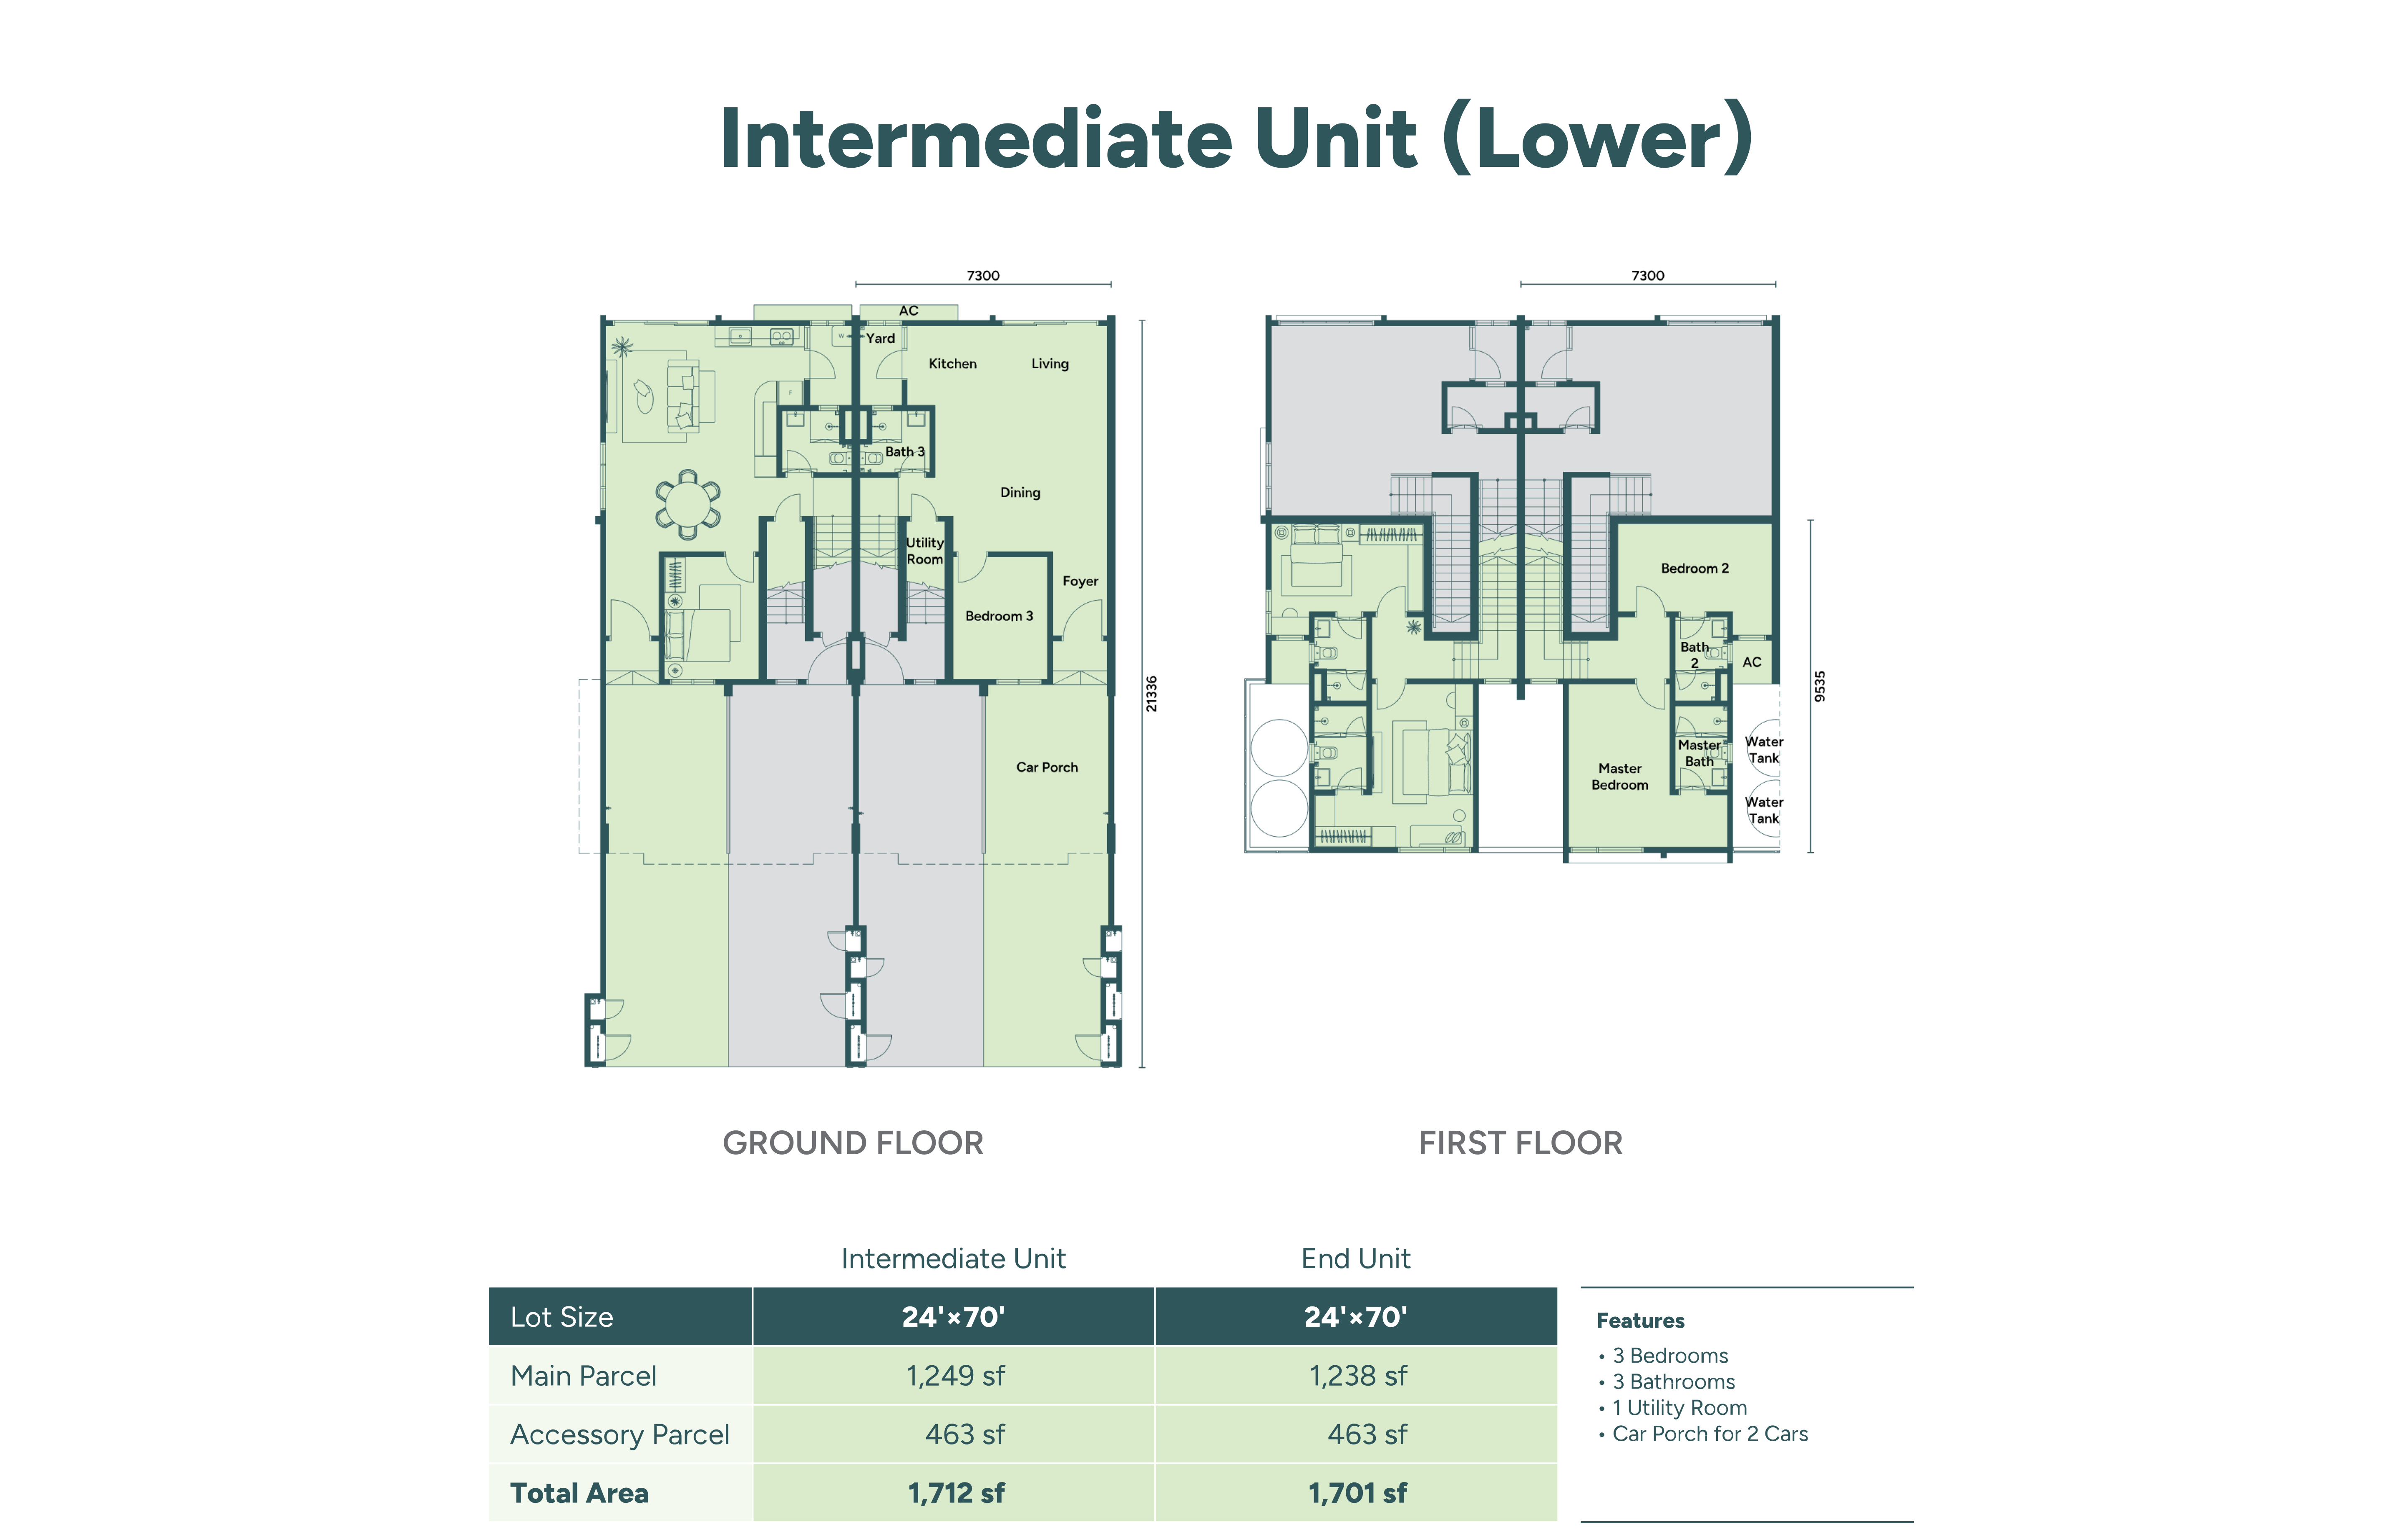 Intermediate Unit (Lower)
7300
AC
Yard
Kitchen
Living
Bath 3
Dining
Utility
Room
Foyer
Bedroom 3
21336
Car Porch
W
F
GROUND FLOOR
7300
Bedroom 2
Bath
2
AC
9535
Master
Bath
Water
Tank
Master
Bedroom
Water
Tank
FIRST FLOOR
Intermediate Unit
End Unit
Lot Size
24'×70'
24'×70'
Main Parcel
1,249 sf
1,238 sf
Accessory Parcel
463 sf
463 sf
Total Area
1,712 sf
1,701 sf
Features
• 3 Bedrooms
• 3 Bathrooms
• 1 Utility Room
• Car Porch for 2 Cars